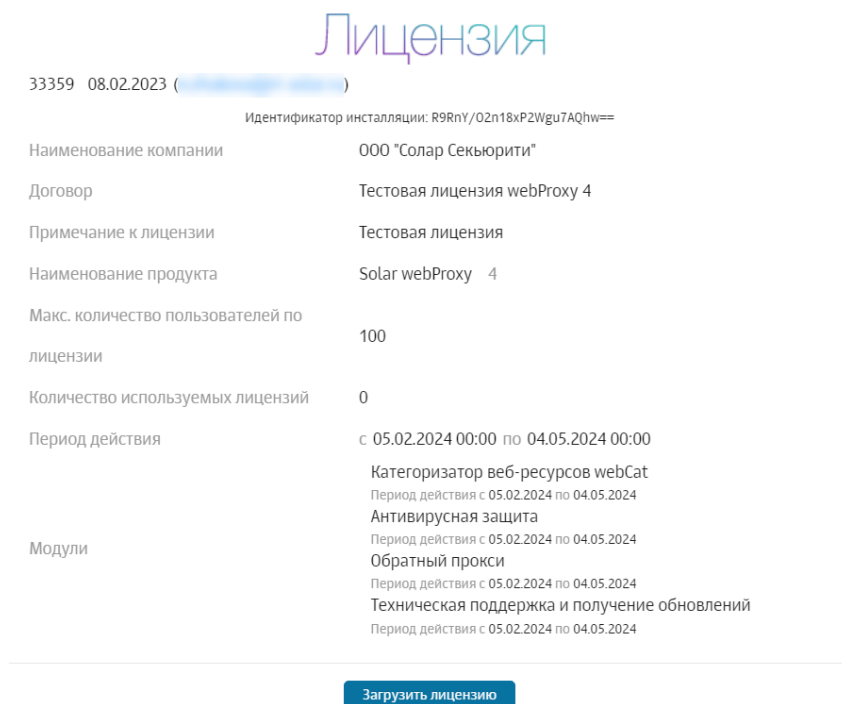 Лицензия
33359 08.02.2023 ( )
Идентификатор инсталляции: R9RnY/O2n18xP2Wgu7AQhw==
Наименование компании ООО "Солар Секьюрити"
Договор Тестовая лицензия webProxy 4
Примечание к лицензии Тестовая лицензия
Наименование продукта Solar webProxy 4
Макс. количество пользователей по
лицензии
100
Количество используемых лицензий 0
Период действия с 05.02.2024 00:00 по 04.05.2024 00:00
Модули
Категоризатор веб-ресурсов webCat
Период действия с 05.02.2024 по 04.05.2024
Антивирусная защита
Период действия с 05.02.2024 по 04.05.2024
Обратный прокси
Период действия с 05.02.2024 по 04.05.2024
Техническая поддержка и получение обновлений
Период действия с 05.02.2024 по 04.05.2024
Загрузить лицензию